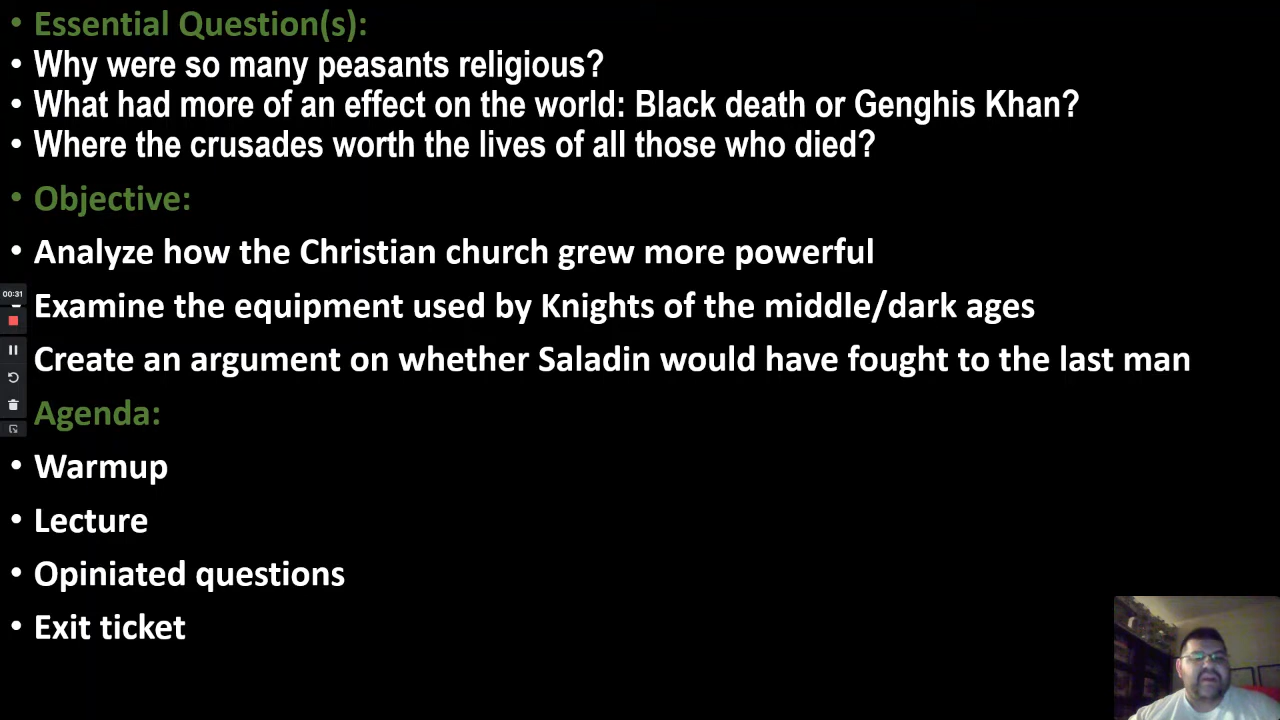 • Essential Question(s):
• Why were so many peasants religious?
• What had more of an effect on the world: Black death or Genghis Khan?
• Where the crusades worth the lives of all those who died?
• Objective:
• Analyze how the Christian church grew more powerful
00:31
Examine the equipment used by Knights of the middle/dark ages
Create an argument on whether Saladin would have fought to the last man
Agenda:
• Warmup
• Lecture
• Opiniated questions
• Exit ticket